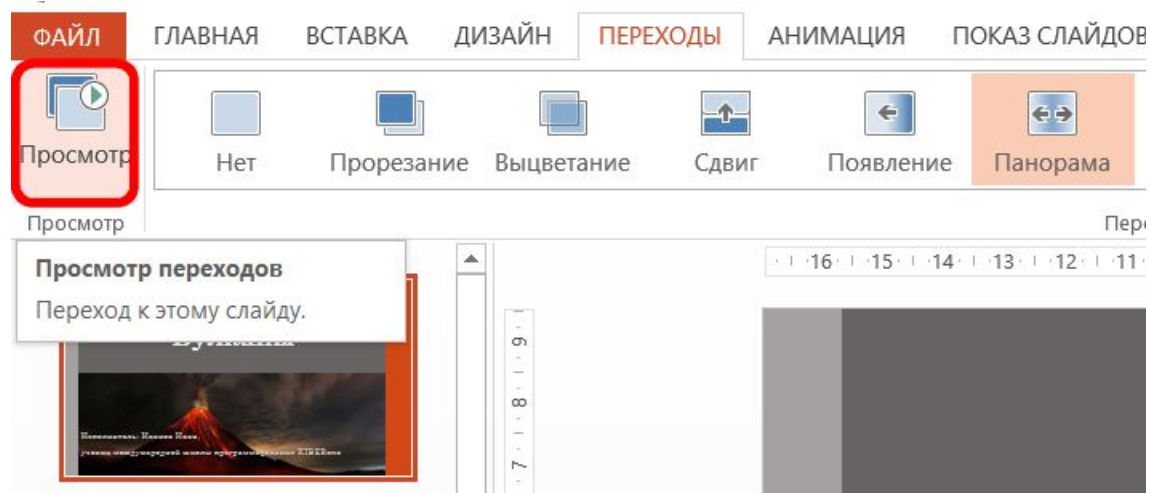 ФАЙЛ ГЛАВНАЯ ВСТАВКА ДИЗАЙН ПЕРЕХОДЫ АНИМАЦИЯ ПОКАЗ СЛАЙДОВ
Просмотр Нет Прорезание Выцветание Сдвиг Появление Панорама
Просмотр
Просмотр переходов
Переход к этому слайду.
16 15 14 13 12 11
9
8
7